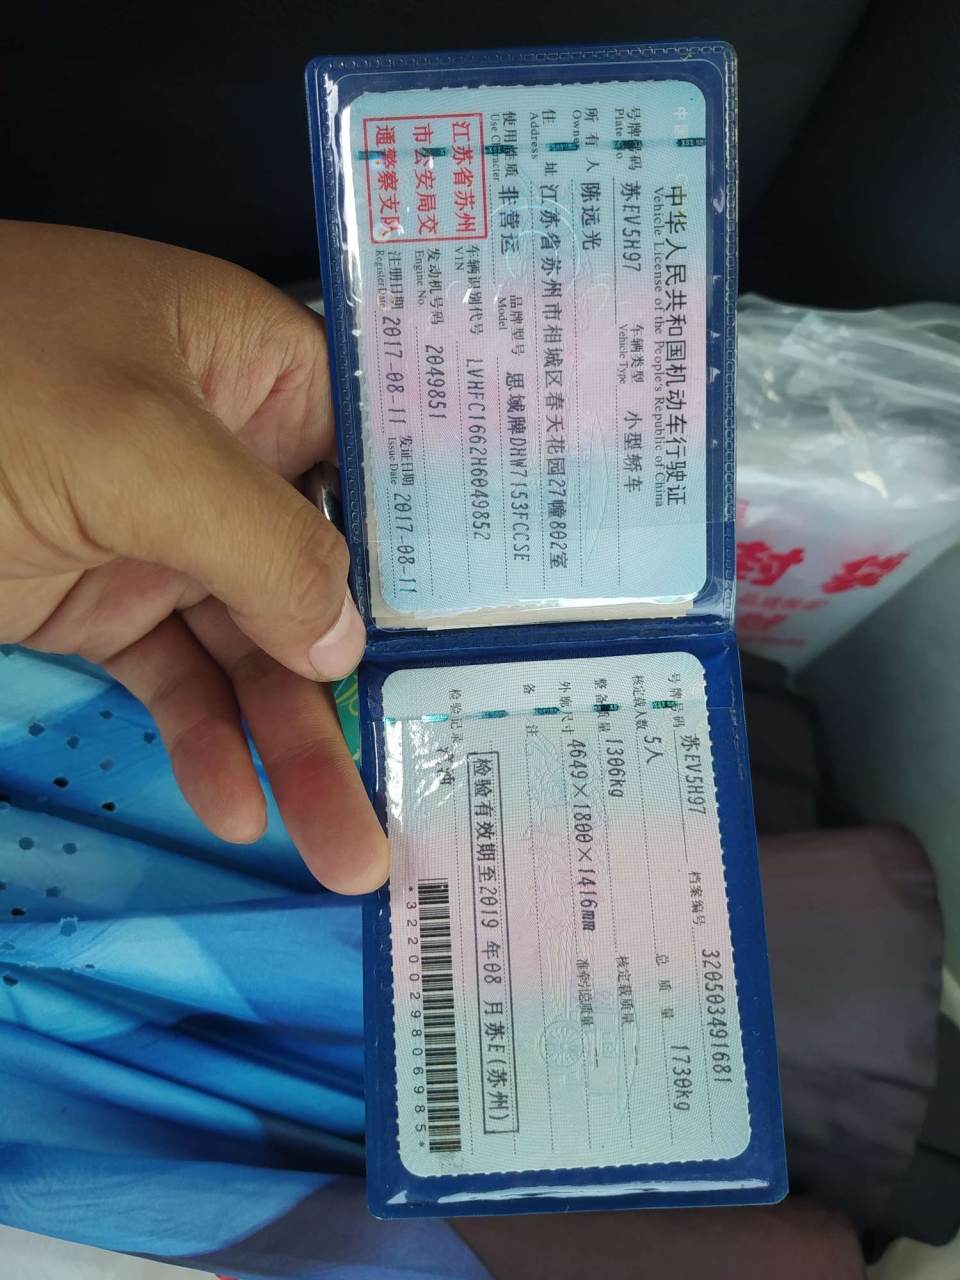 中华人民共和国机动车行驶证
Vehicle License of the People's Republic of China
号牌号码 苏EV5H97 车辆类型 小型轿车
Plate No. Vehicle Type
所有人 陈远光
Owner
住址 江苏省苏州市相城区春天花园27幢802室
Address
使用性质 非营运 品牌型号 思域牌DHW7153FCCSE
Use Character Model
江苏省苏州
市公安局交
通警察支队
车辆识别代号 LVHFC1662H6049852
VIN
发动机号码 2049851
Engine No.
注册日期 2017-08-11 发证日期 2017-08-11
Register Date Issue Date
号牌号码 苏EV5H97 档案编号 320503491681
核定载人数 5人 总质量 1730kg
整备质量 1306kg 核定载质量
外廓尺寸 4649×1800×1416mm 准牵引总质量
备注
检验有效期至2019年08月苏E(苏州)
检验记录
*3220029806985*